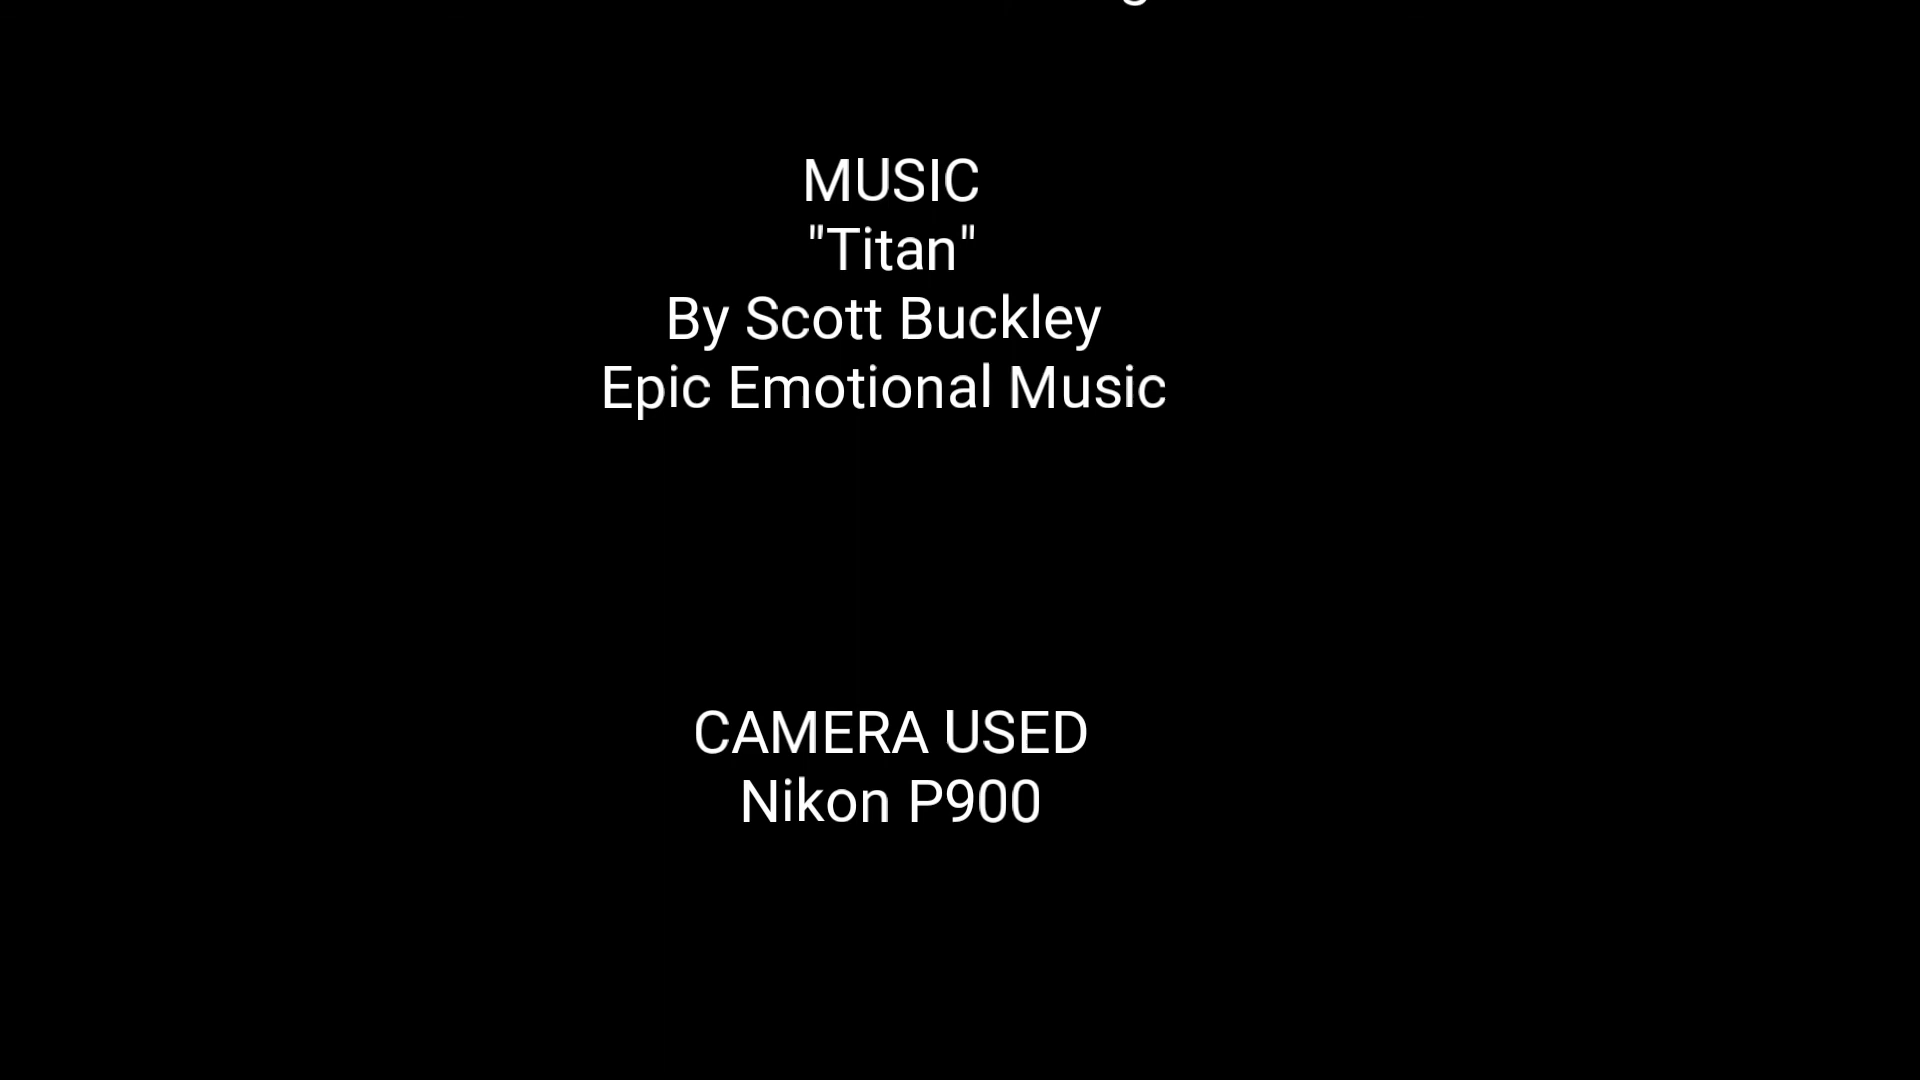 MUSIC
"Titan"
By Scott Buckley
Epic Emotional Music
CAMERA USED
Nikon P900